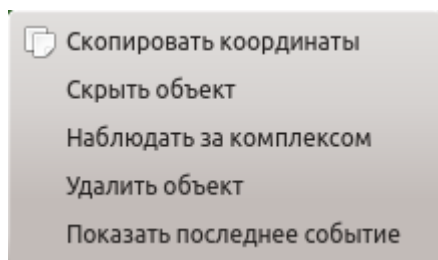 Скопировать координаты
Скрыть объект
Наблюдать за комплексом
Удалить объект
Показать последнее событие